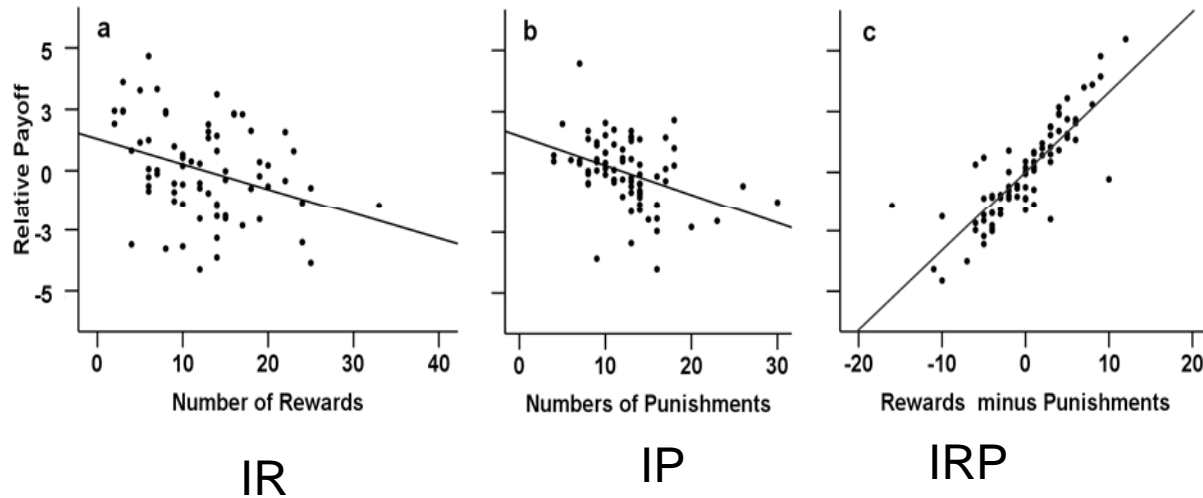 a
b
c
Relative Payoff
5
3
0
-3
-5
0 10 20 30 40
0 10 20 30
-20 -10 0 10 20
Number of Rewards
Numbers of Punishments
Rewards minus Punishments
IR
IP
IRP